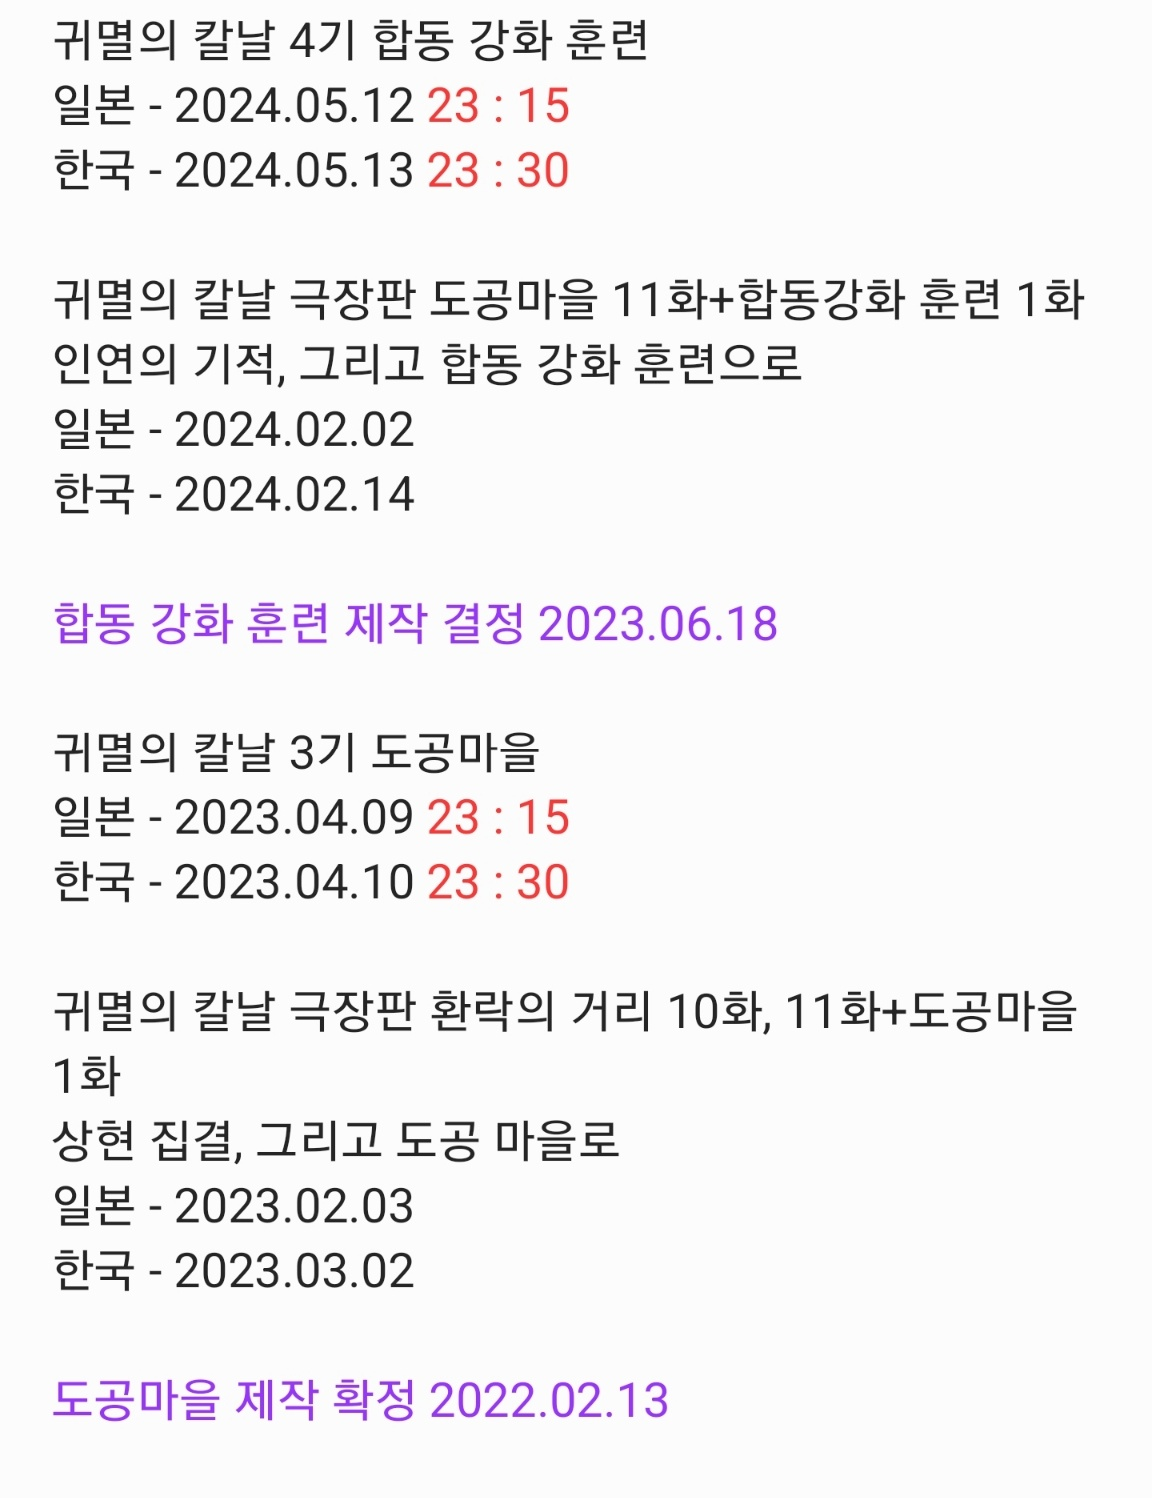 귀멸의 칼날 4기 합동 강화 훈련
일본 - 2024.05.12 23 : 15
한국 - 2024.05.13 23 : 30
귀멸의 칼날 극장판 도공마을 11화+합동강화 훈련 1화
인연의 기적, 그리고 합동 강화 훈련으로
일본 - 2024.02.02
한국 - 2024.02.14
합동 강화 훈련 제작 결정 2023.06.18
귀멸의 칼날 3기 도공마을
일본 - 2023.04.09 23 : 15
한국 - 2023.04.10 23 : 30
귀멸의 칼날 극장판 환락의 거리 10화, 11화+도공마을
1화
상현 집결, 그리고 도공 마을로
일본 - 2023.02.03
한국 - 2023.03.02
도공마을 제작 확정 2022.02.13